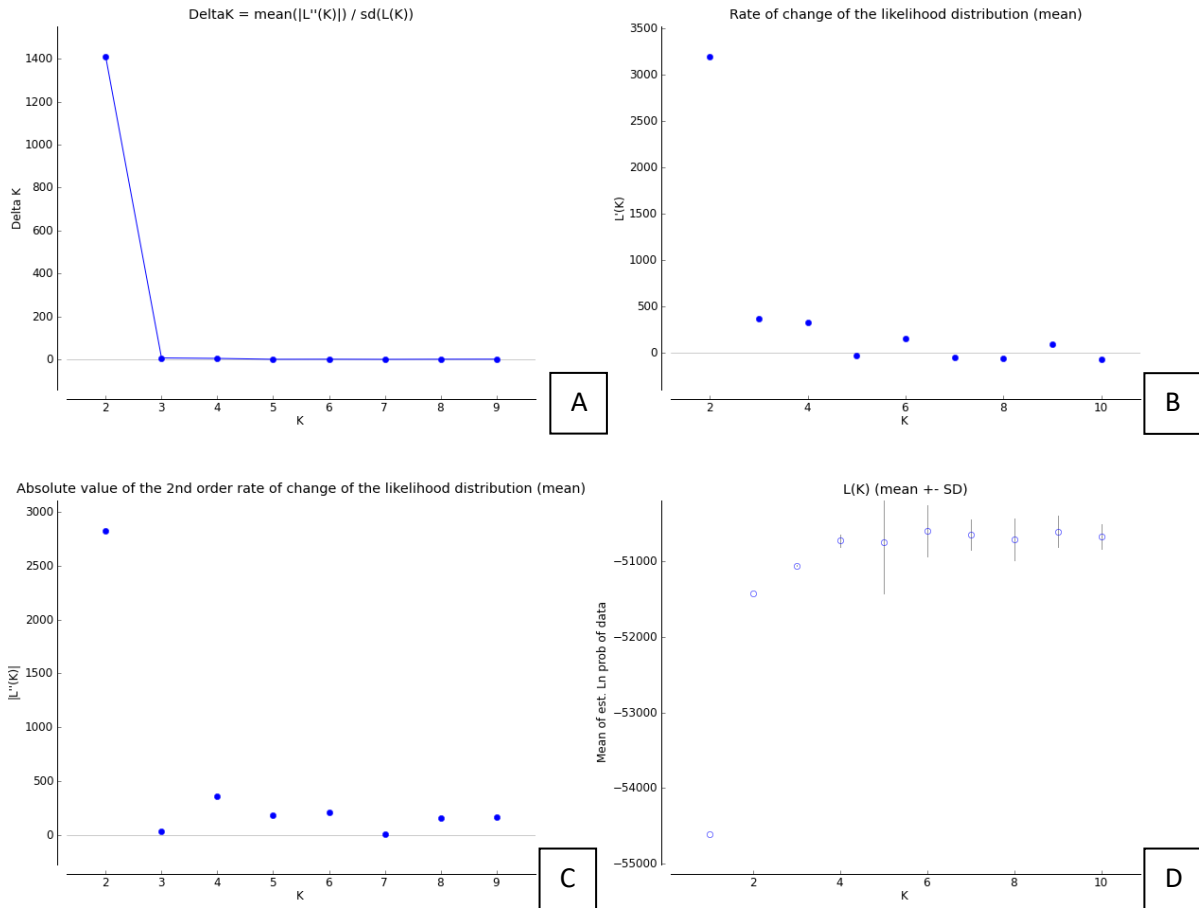 DeltaK = mean(|L''(K)|) / sd(L(K))
1400
1200
1000
800
600
400
200
0
Delta K
2 3 4 5 6 7 8 9
K
A
Rate of change of the likelihood distribution (mean)
3500
3000
2500
2000
1500
1000
500
0
L'(K)
2 4 6 8 10
K
B
Absolute value of the 2nd order rate of change of the likelihood distribution (mean)
3000
2500
2000
1500
1000
500
0
|L''(K)|
2 3 4 5 6 7 8 9
K
C
L(K) (mean +- SD)
−51000
−52000
−53000
−54000
−55000
Mean of est. Ln prob of data
2 4 6 8 10
K
D